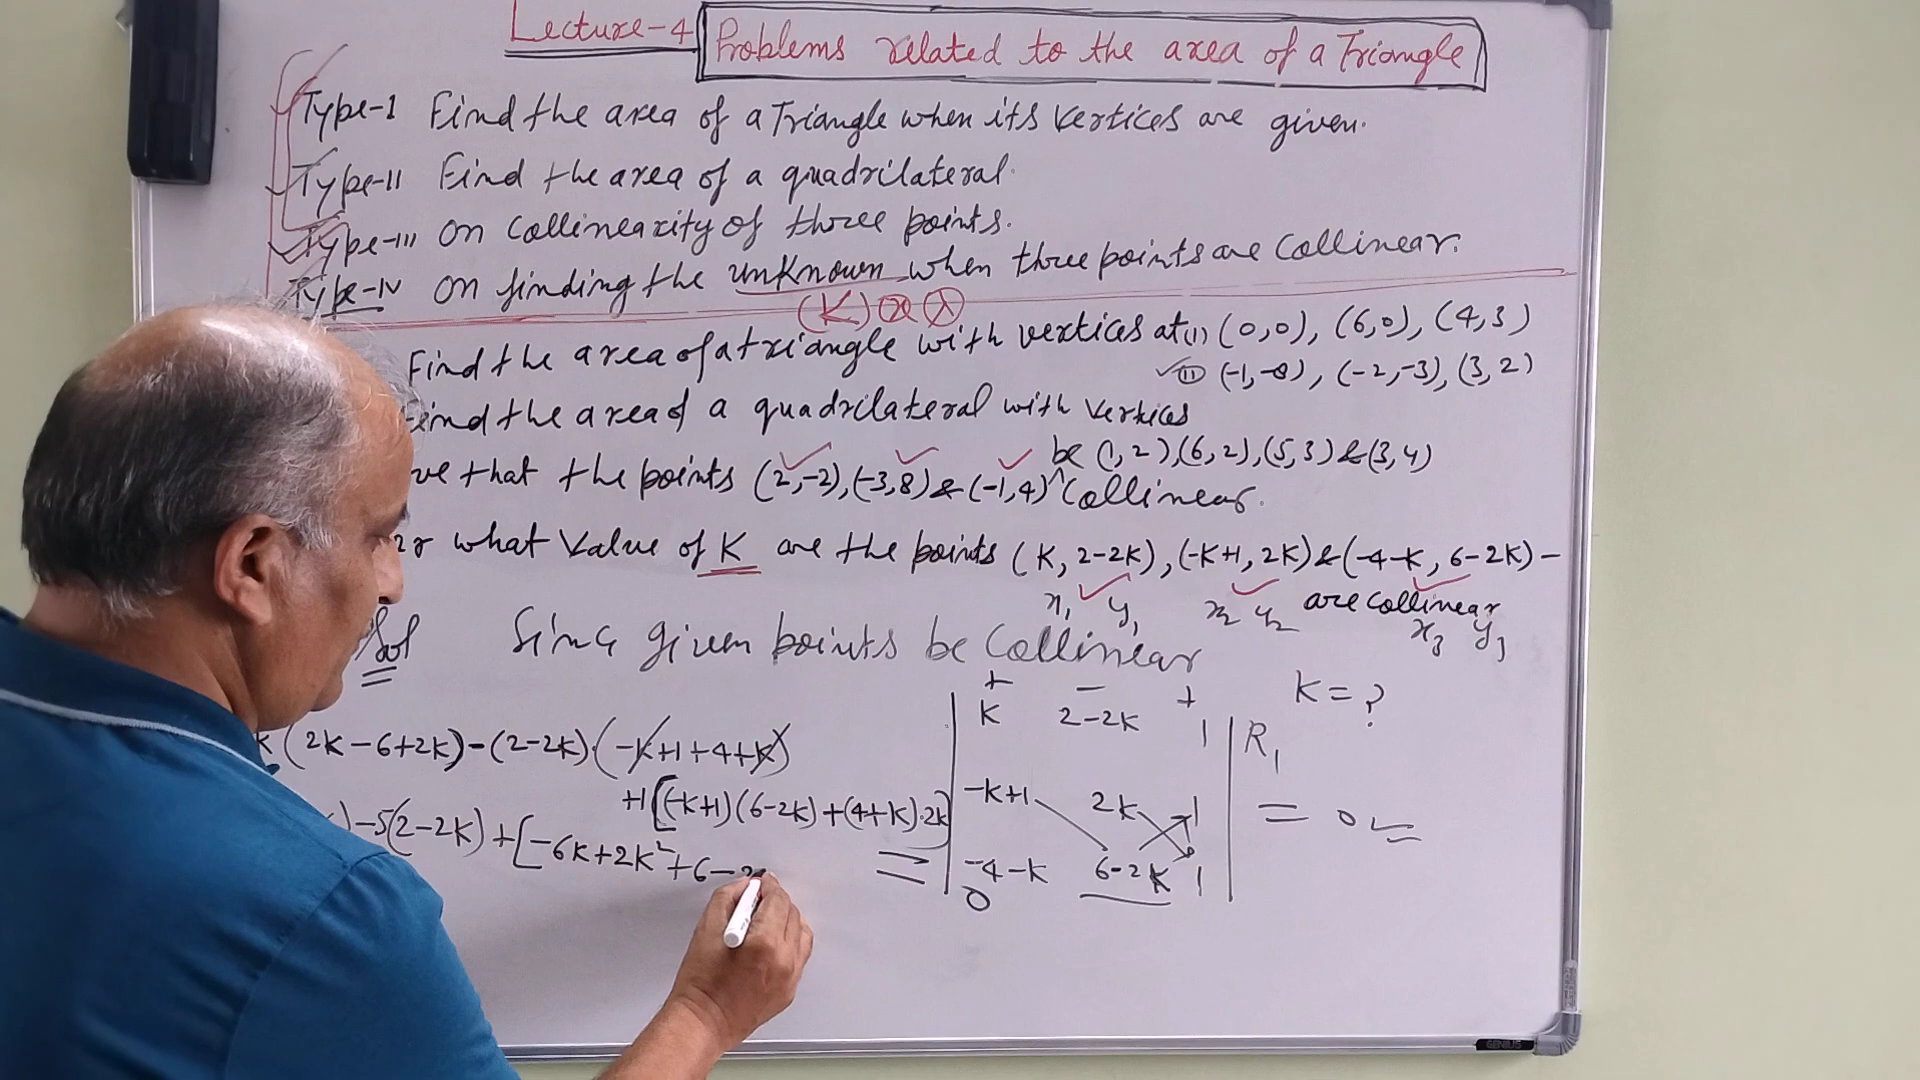 Lecture-4 Problems related to the area of a Triangle
Type-I Find the area of a Triangle when its vertices are given.
Type-II Find the area of a quadrilateral.
Type-III on collinearity of three points.
Type-IV on finding the unknown when three points are collinear.
(K) x λ
Find the area of a triangle with vertices at (i) (0,0), (6,0), (4,3)
(ii) (-1,-8), (-2,-3), (3,2)
find the area of a quadrilateral with vertices
be (1,2),(6,2),(5,3)&(3,4)
ve that the points (2,-2),(-3,8)&(-1,4)^collinear.
what value of K are the points (K, 2-2K),(-K+1, 2K)&(-4-K, 6-2K)-
are collinear
x₁ y₁ x₂ y₂ x₃ y₃
Sol Since given points be collinear
K = ?
+ - +
K 2-2K 1 R₁
K(2K-6+2K)-(2-2K)·(-K+1+4+K)
+1[(-K+1)(6-2K)+(4+K)·2K]
-K+1 2K 1 = 0
)-5(2-2K)+[-6K+2K²+6-2
= -4-K 6-2K 1
0
GENIUS